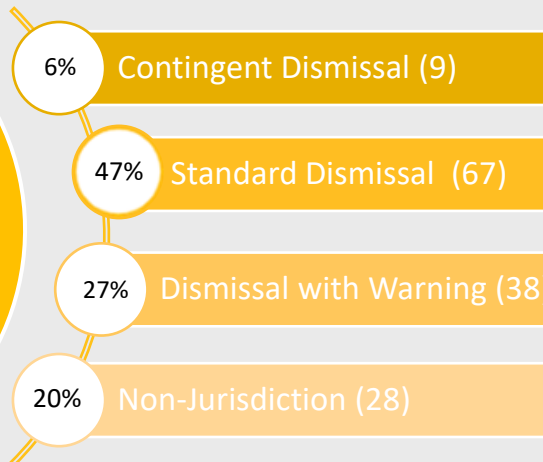 6% Contingent Dismissal (9)
47% Standard Dismissal (67)
27% Dismissal with Warning (38
20% Non-Jurisdiction (28)